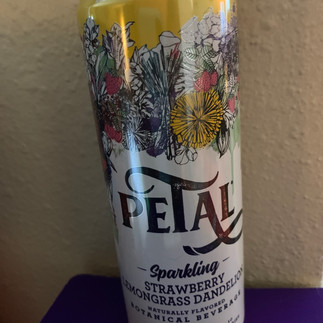 PETAL
- Sparkling -
STRAWBERRY
LEMONGRASS DANDELION
NATURALLY FLAVORED
BOTANICAL BEVERAGE